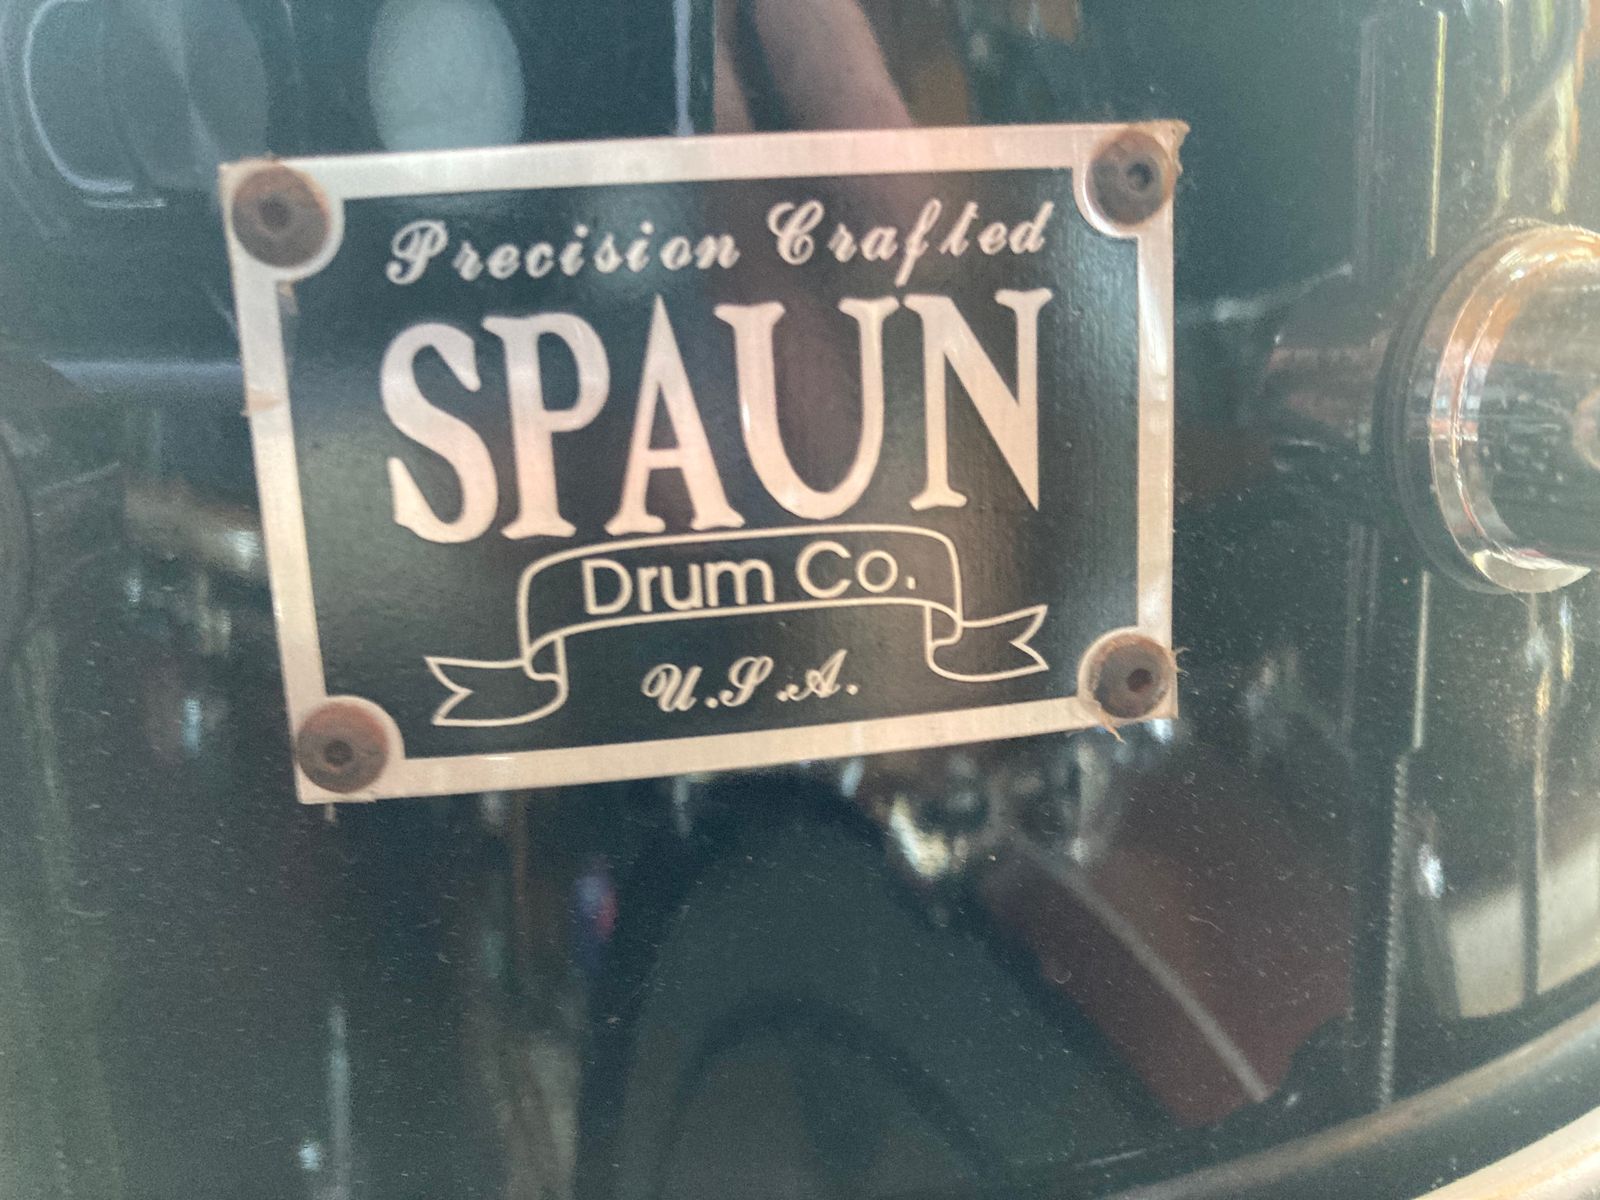 Precision Crafted
SPAUN
Drum Co.
U.S.A.